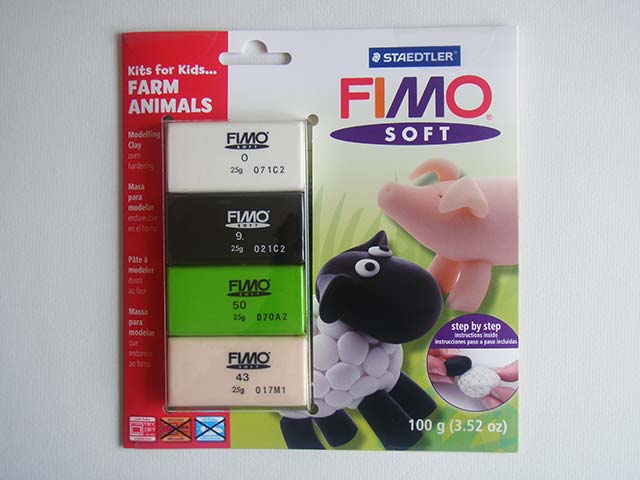 Kits for Kids...
FARM
ANIMALS
STAEDTLER
FIMO®
SOFT
Modelling
Clay
oven
hardening
Masa
para
modelar
endurecible
en el horno
Pâte à
modeler
durcit
au four
Massa
para
modelar
que
endurece
ao forno
FIMO
SOFT
0
25g 071C2
FIMO
SOFT
9.
25g 021C2
FIMO
SOFT
50
25g 070A2
FIMO
SOFT
43
25g 017M1
step by step
instructions inside
instrucciones paso a paso incluidas
110°C
230°F
100 g (3.52 oz)